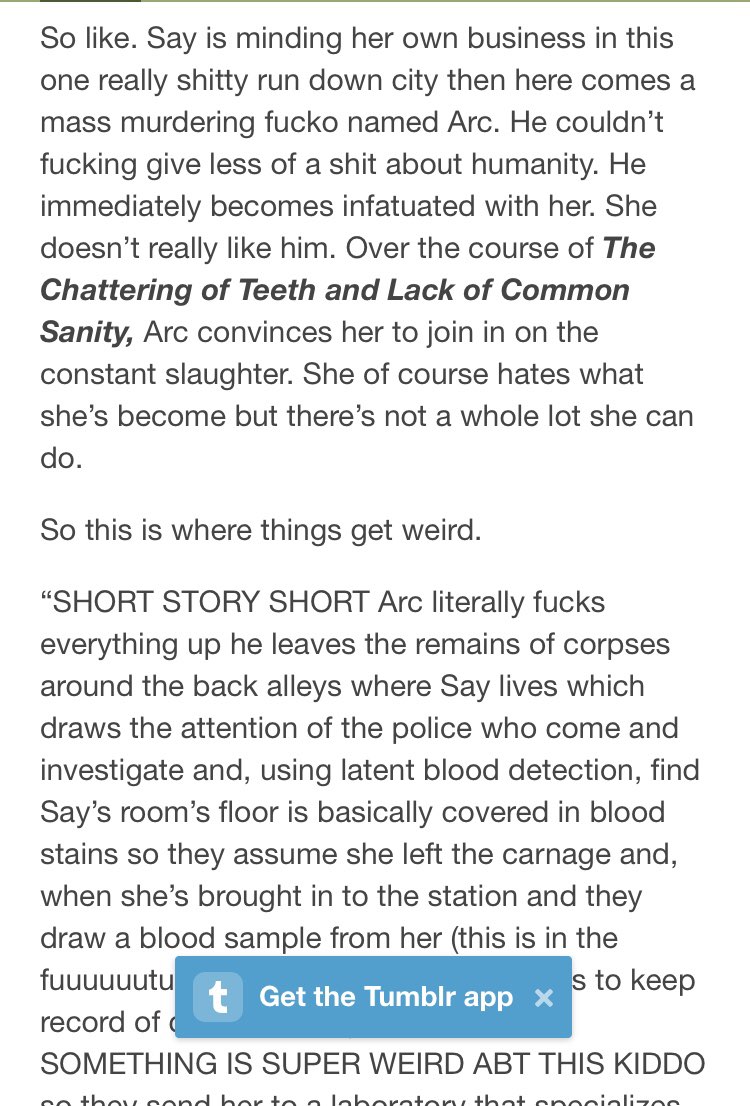 So like. Say is minding her own business in this
one really shitty run down city then here comes a
mass murdering fucko named Arc. He couldn’t
fucking give less of a shit about humanity. He
immediately becomes infatuated with her. She
doesn’t really like him. Over the course of The
Chattering of Teeth and Lack of Common
Sanity, Arc convinces her to join in on the
constant slaughter. She of course hates what
she’s become but there’s not a whole lot she can
do.
So this is where things get weird.
“SHORT STORY SHORT Arc literally fucks
everything up he leaves the remains of corpses
around the back alleys where Say lives which
draws the attention of the police who come and
investigate and, using latent blood detection, find
Say’s room’s floor is basically covered in blood
stains so they assume she left the carnage and,
when she’s brought in to the station and they
draw a blood sample from her (this is in the
fuuuuuutu s to keep
record of
t Get the Tumblr app ×
SOMETHING IS SUPER WEIRD ABT THIS KIDDO
so they send her to a laboratory that specializes